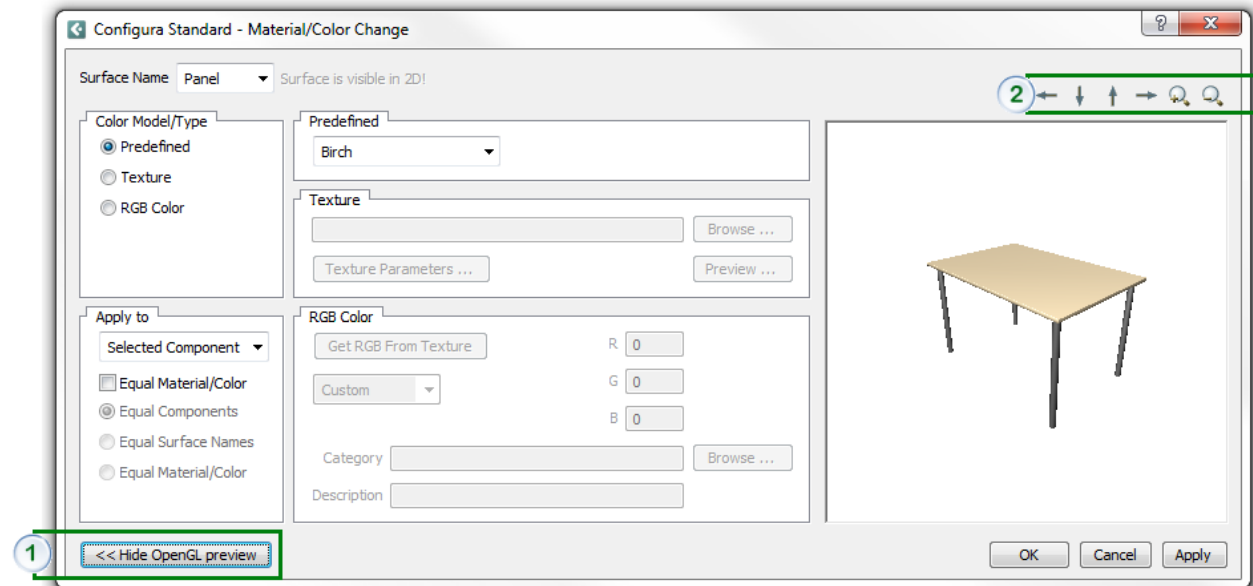 Configura Standard - Material/Color Change
?
X
Surface Name Panel Surface is visible in 2D!
2
Color Model/Type
Predefined
Texture
RGB Color
Predefined
Birch
Texture
Browse ...
Texture Parameters ... Preview ...
Apply to
Selected Component
Equal Material/Color
Equal Components
Equal Surface Names
Equal Material/Color
RGB Color
Get RGB From Texture R 0
Custom G 0
B 0
Category Browse ...
Description
1
<< Hide OpenGL preview
OK Cancel Apply